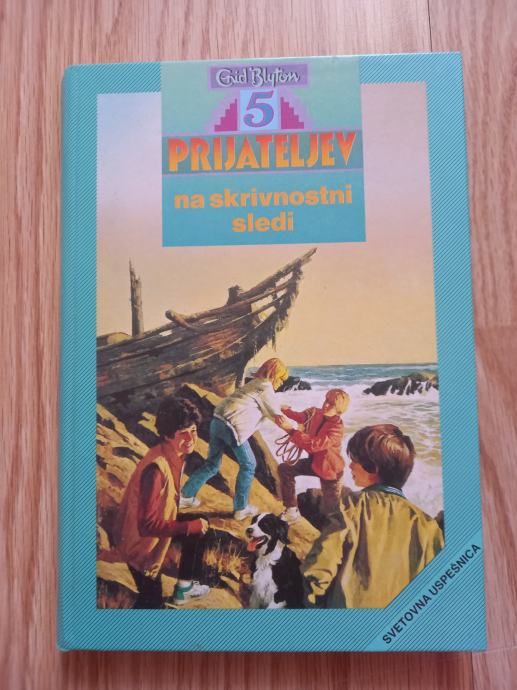 Enid Blyton
5
PRIJATELJEV
na skrivnostni
sledi
SVETOVNA USPEŠNICA